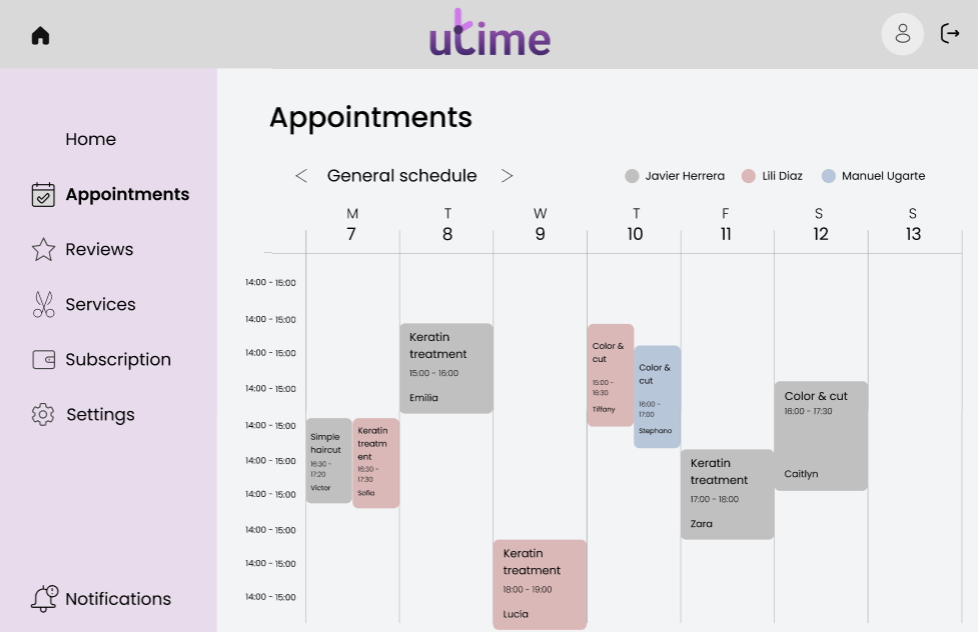 utime
Home
Appointments
Reviews
Services
Subscription
Settings
Notifications
Appointments
< General schedule >
Javier Herrera Lili Diaz Manuel Ugarte
M T W T F S S
7 8 9 10 11 12 13
14:00 - 15:00
14:00 - 15:00
14:00 - 15:00
14:00 - 15:00
14:00 - 15:00
14:00 - 15:00
14:00 - 15:00
14:00 - 15:00
14:00 - 15:00
14:00 - 15:00
Simple
haircut
16:30 -
17:20
Victor
Keratin
treatm
ent
16:30 -
17:30
Sofia
Keratin
treatment
15:00 - 16:00
Emilia
Keratin
treatment
18:00 - 19:00
Lucía
Color &
cut
15:00 -
16:30
Tiffany
Color &
cut
16:00 -
17:00
Stephano
Keratin
treatment
17:00 - 18:00
Zara
Color & cut
16:00 - 17:30
Caitlyn